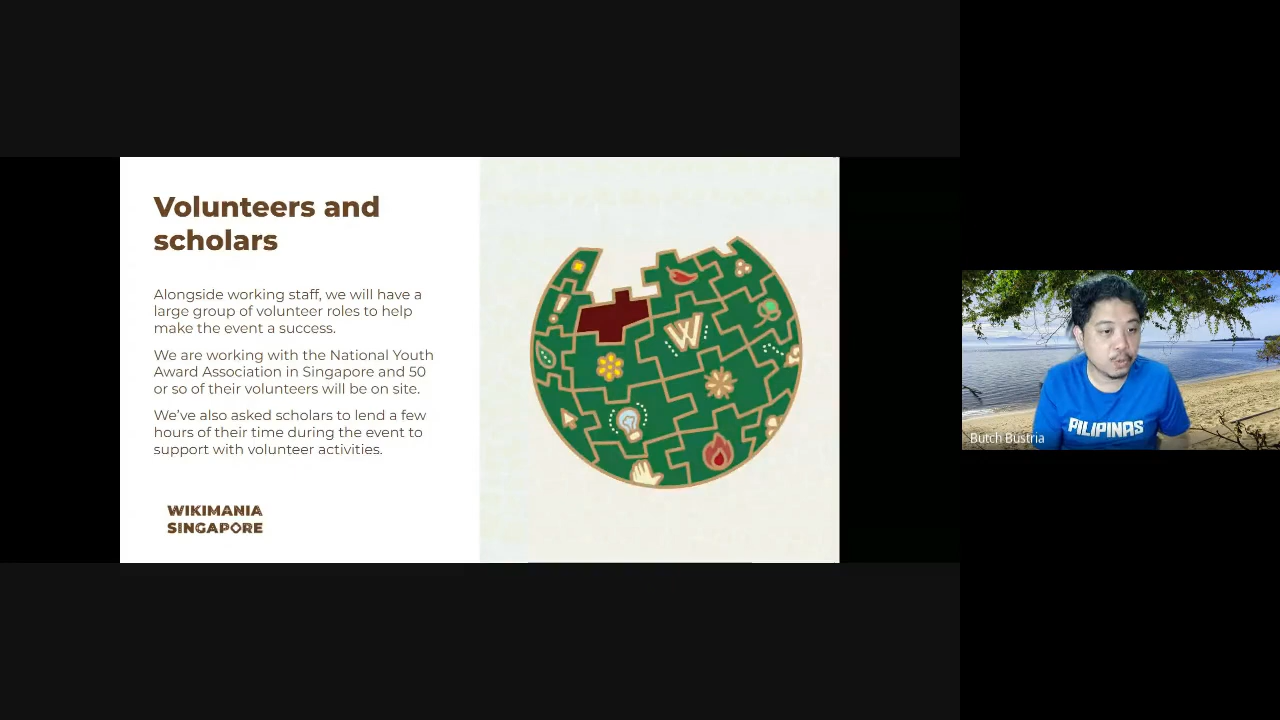 Volunteers and
scholars
Alongside working staff, we will have a
large group of volunteer roles to help
make the event a success.
We are working with the National Youth
Award Association in Singapore and 50
or so of their volunteers will be on site.
We've also asked scholars to lend a few
hours of their time during the event to
support with volunteer activities.
WIKIMANIA
SINGAPORE
W
PILIPINAS
Butch Bustria